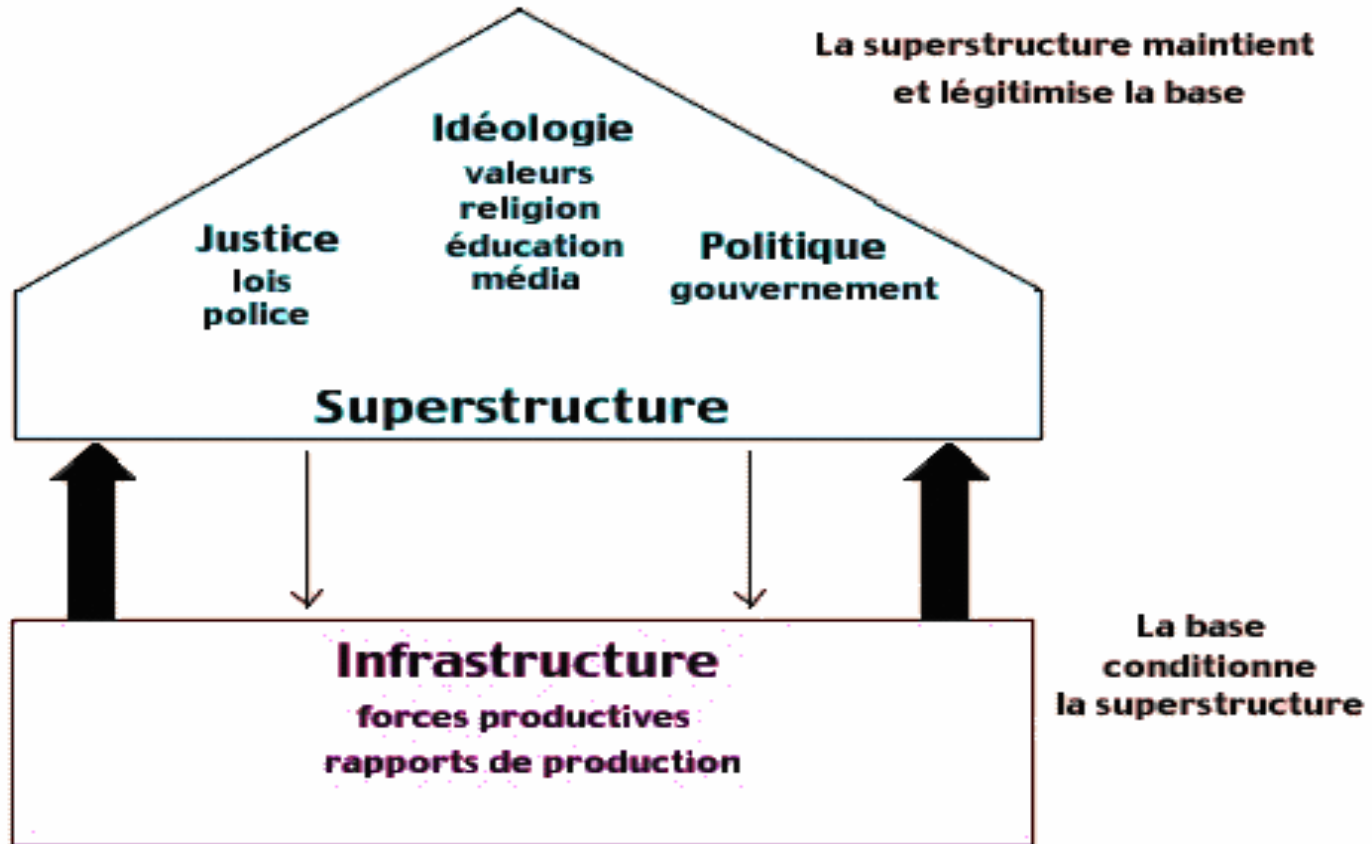 La superstructure maintient
et légitimise la base
Idéologie
valeurs
religion
éducation
média
Justice
lois
police
Politique
gouvernement
Superstructure
Infrastructure
forces productives
rapports de production
La base
conditionne
la superstructure